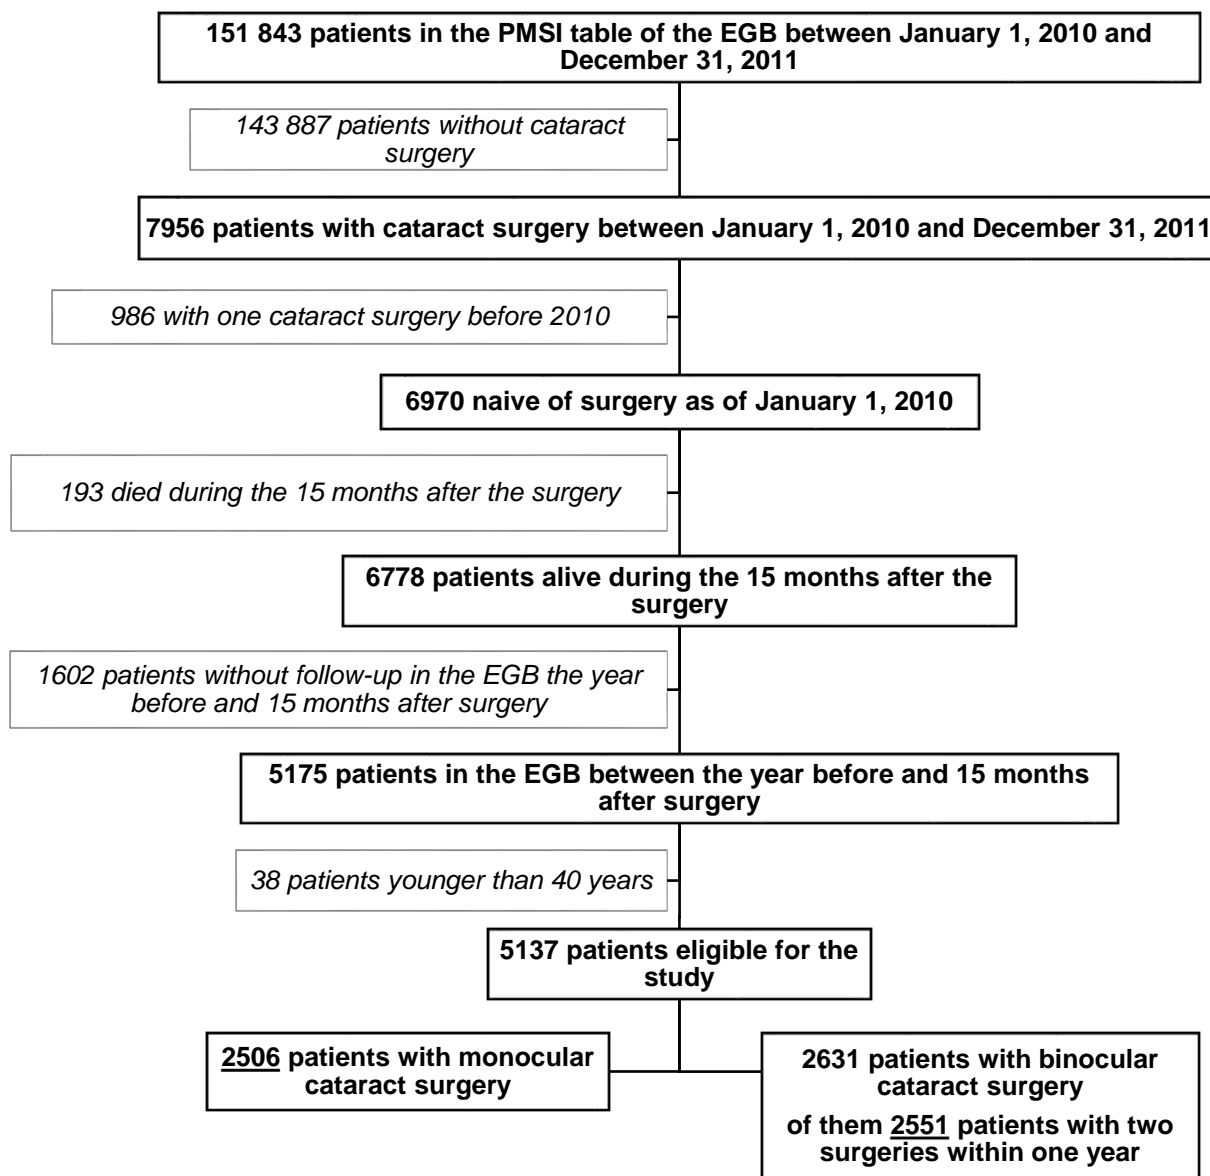 151 843 patients in the PMSI table of the EGB between January 1, 2010 and
December 31, 2011
143 887 patients without cataract
surgery
7956 patients with cataract surgery between January 1, 2010 and December 31, 2011
986 with one cataract surgery before 2010
6970 naive of surgery as of January 1, 2010
193 died during the 15 months after the surgery
6778 patients alive during the 15 months after the
surgery
1602 patients without follow-up in the EGB the year
before and 15 months after surgery
5175 patients in the EGB between the year before and 15 months
after surgery
38 patients younger than 40 years
5137 patients eligible for the
study
2506 patients with monocular
cataract surgery
2631 patients with binocular
cataract surgery
of them 2551 patients with two
surgeries within one year